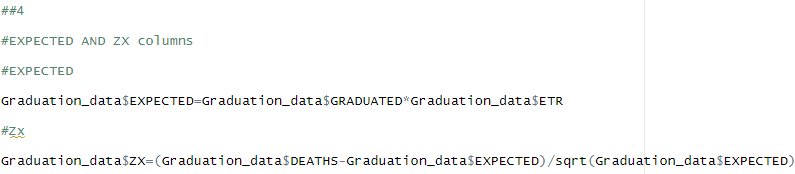 ##4
#EXPECTED AND ZX columns
#EXPECTED
Graduation_data$EXPECTED=Graduation_data$GRADUATED*Graduation_data$ETR
#Zx
Graduation_data$ZX=(Graduation_data$DEATHS-Graduation_data$EXPECTED)/sqrt(Graduation_data$EXPECTED)